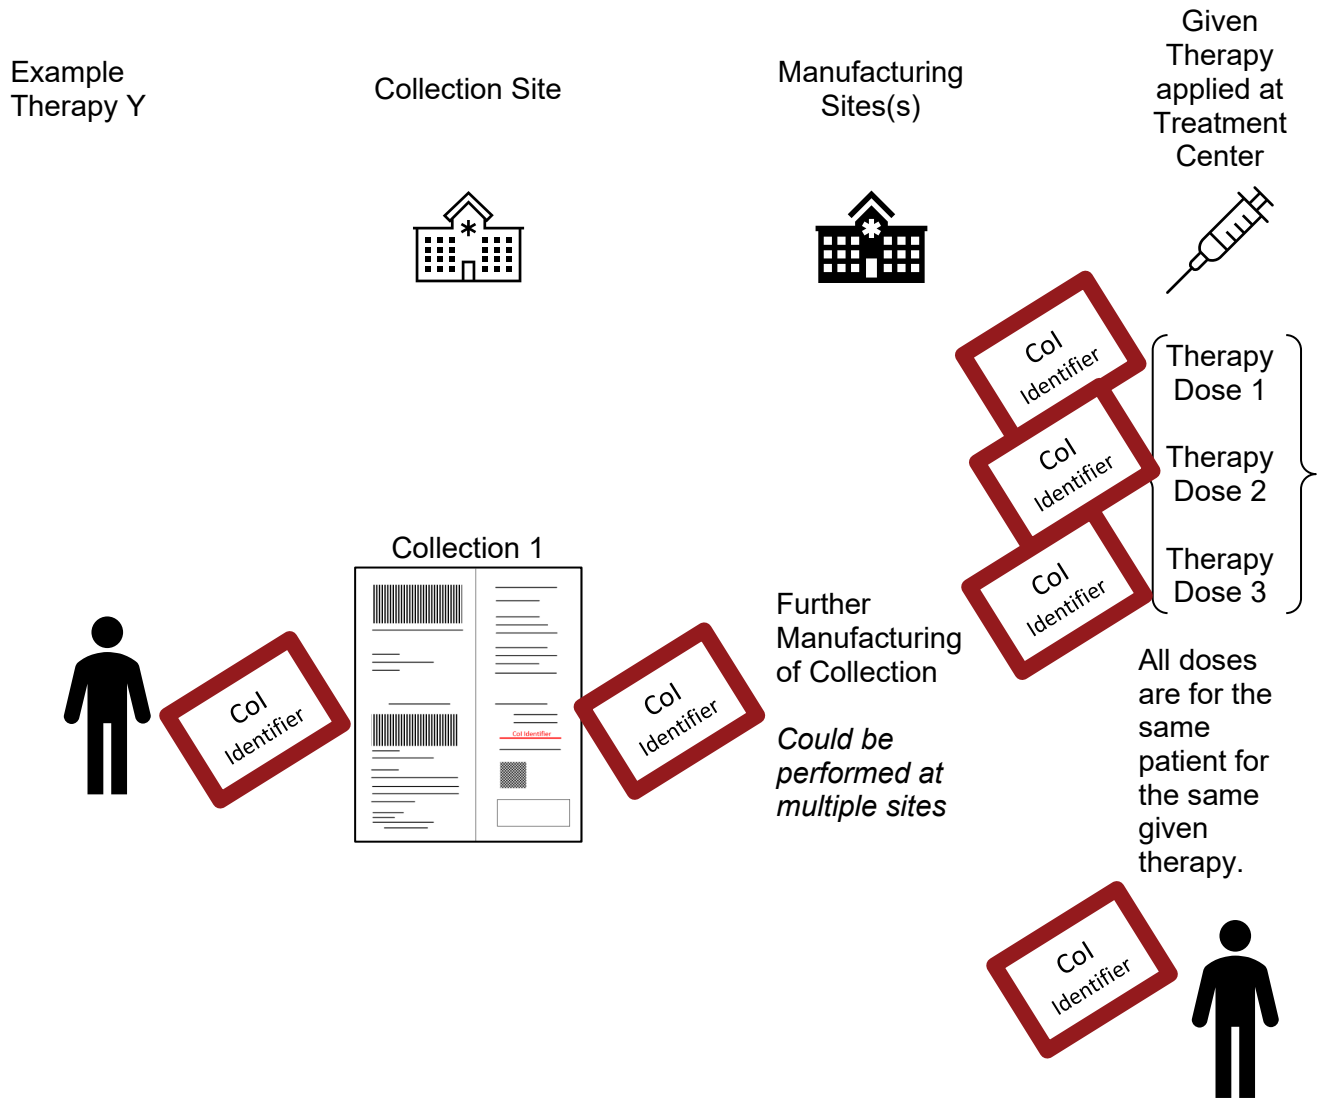 Example
Therapy Y
Collection Site
Manufacturing
Sites(s)
Given
Therapy
applied at
Treatment
Center
CoI
Identifier
Therapy
Dose 1
CoI
Identifier
Therapy
Dose 2
CoI
Identifier
Therapy
Dose 3
Collection 1
CoI Identifier
CoI
Identifier
CoI
Identifier
Further
Manufacturing
of Collection
Could be
performed at
multiple sites
All doses
are for the
same
patient for
the same
given
therapy.
CoI
Identifier